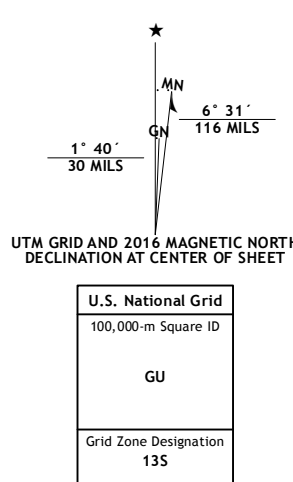 ★
MN
GN
6° 31´
116 MILS
1° 40´
30 MILS
UTM GRID AND 2016 MAGNETIC NORTH
DECLINATION AT CENTER OF SHEET
U.S. National Grid
100,000-m Square ID
GU
Grid Zone Designation
13S